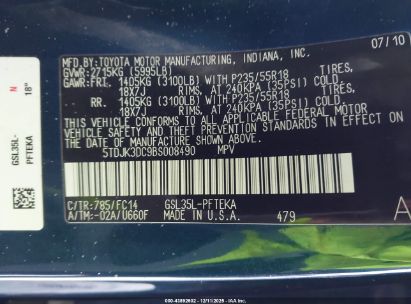 MFD. BY: TOYOTA MOTOR MANUFACTURING, INDIANA, INC.
07/10
GVWR: 2715KG (5995LB)
GAWR: FRT. 1405KG (3100LB) WITH P235/55R18 TIRES,
18X7J RIMS, AT 240KPA (35PSI) COLD.
RR. 1405KG (3100LB) WITH P235/55R18 TIRES,
18X7J RIMS, AT 240KPA (35PSI) COLD.
THIS VEHICLE CONFORMS TO ALL APPLICABLE FEDERAL MOTOR
VEHICLE SAFETY AND THEFT PREVENTION STANDARDS IN EFFECT ON
THE DATE OF MANUFACTURE SHOWN ABOVE.
5TDJK3DC9BS008490 MPV
C/TR: 785/FC14 GSL35L-PFTEKA
A/TM: -02A/U660F MADE IN U.S.A. 479
A
GSL35L-
PFTEKA
N
18"